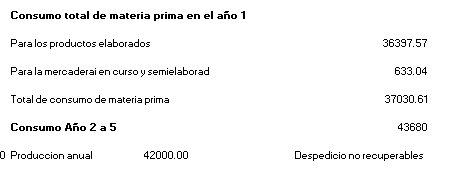 Consumo total de materia prima en el año 1
Para los productos elaborados 36397.57
Para la mercaderai en curso y semielaborad 633.04
Total de consumo de materia prima 37030.61
Consumo Año 2 a 5 43680
0 Produccion anual 42000.00 Despedicio no recuperables